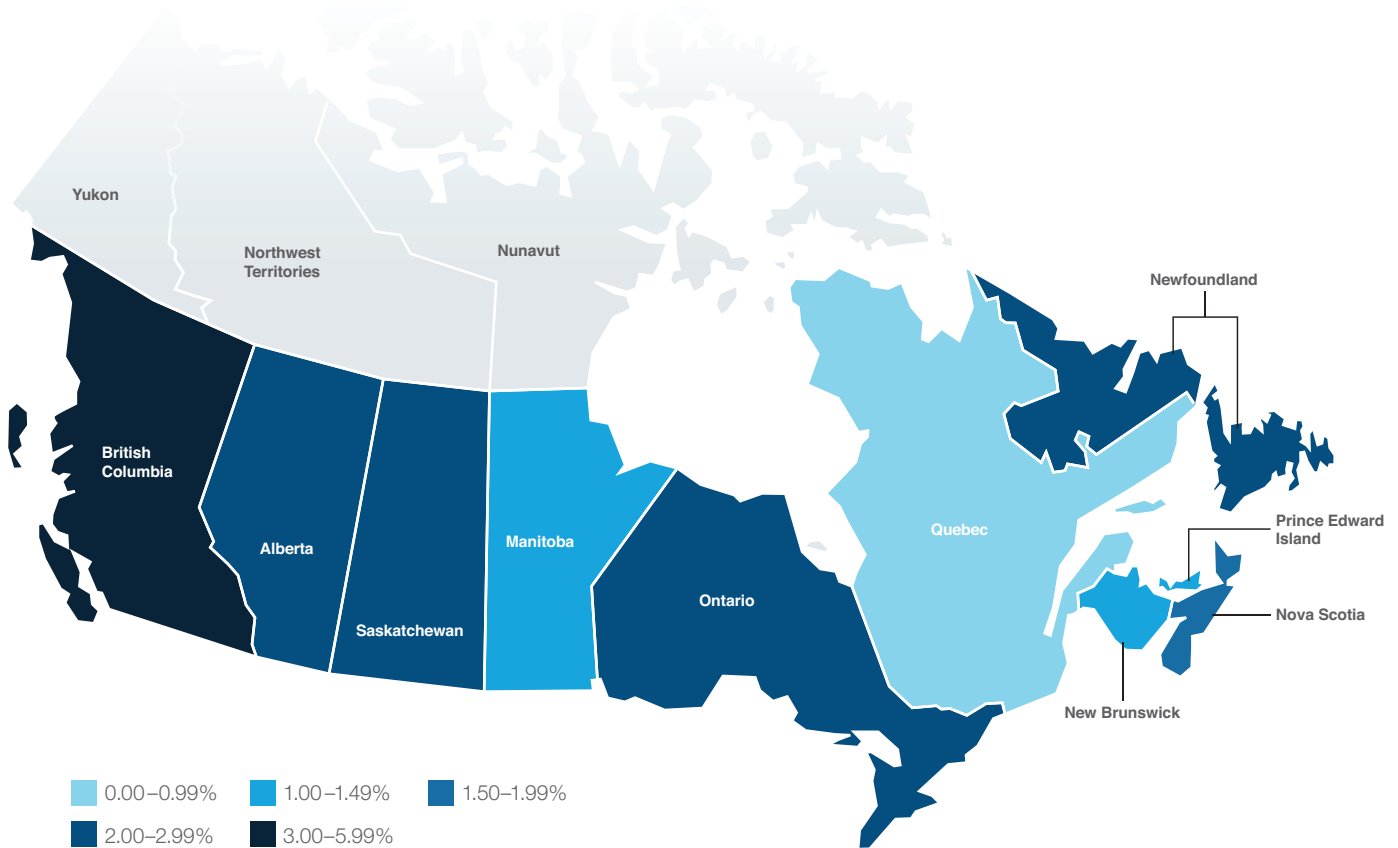 Yukon
Northwest
Territories
Nunavut
Newfoundland
British
Columbia
Alberta
Saskatchewan
Manitoba
Ontario
Quebec
Prince Edward
Island
Nova Scotia
New Brunswick
0.00–0.99%
1.00–1.49%
1.50–1.99%
2.00–2.99%
3.00–5.99%